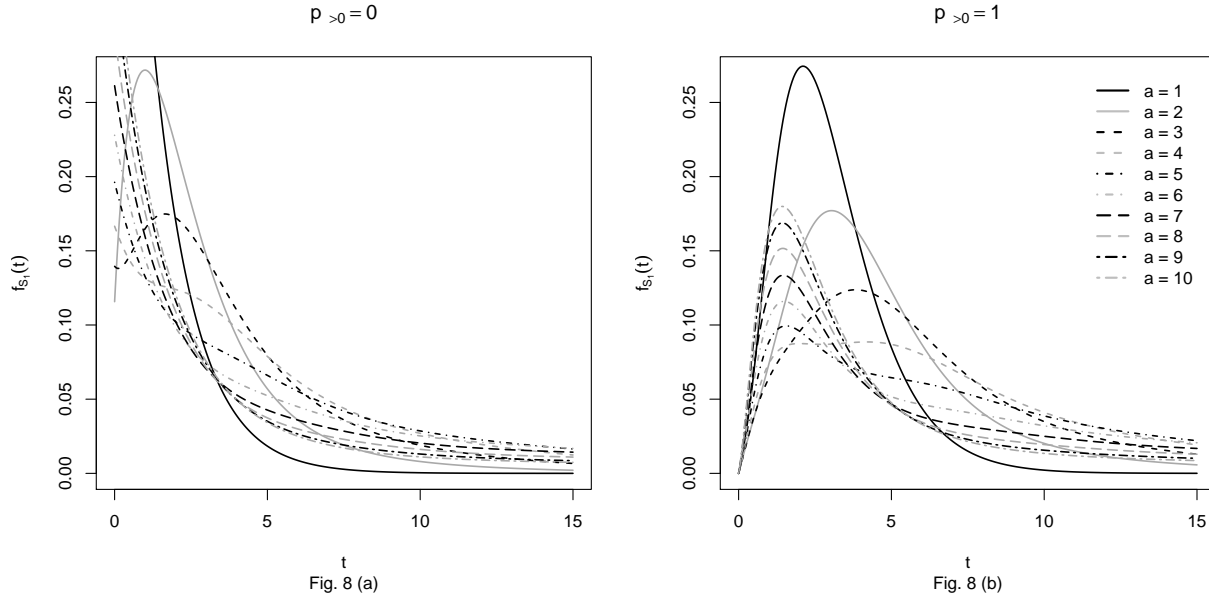 p >0 = 0
0.25
0.20
0.15
0.10
0.05
0.00
f S1 (t)
0 5 10 15
t
Fig. 8 (a)
p >0 = 1
0.25
0.20
0.15
0.10
0.05
0.00
f S1 (t)
a = 1
a = 2
a = 3
a = 4
a = 5
a = 6
a = 7
a = 8
a = 9
a = 10
0 5 10 15
t
Fig. 8 (b)